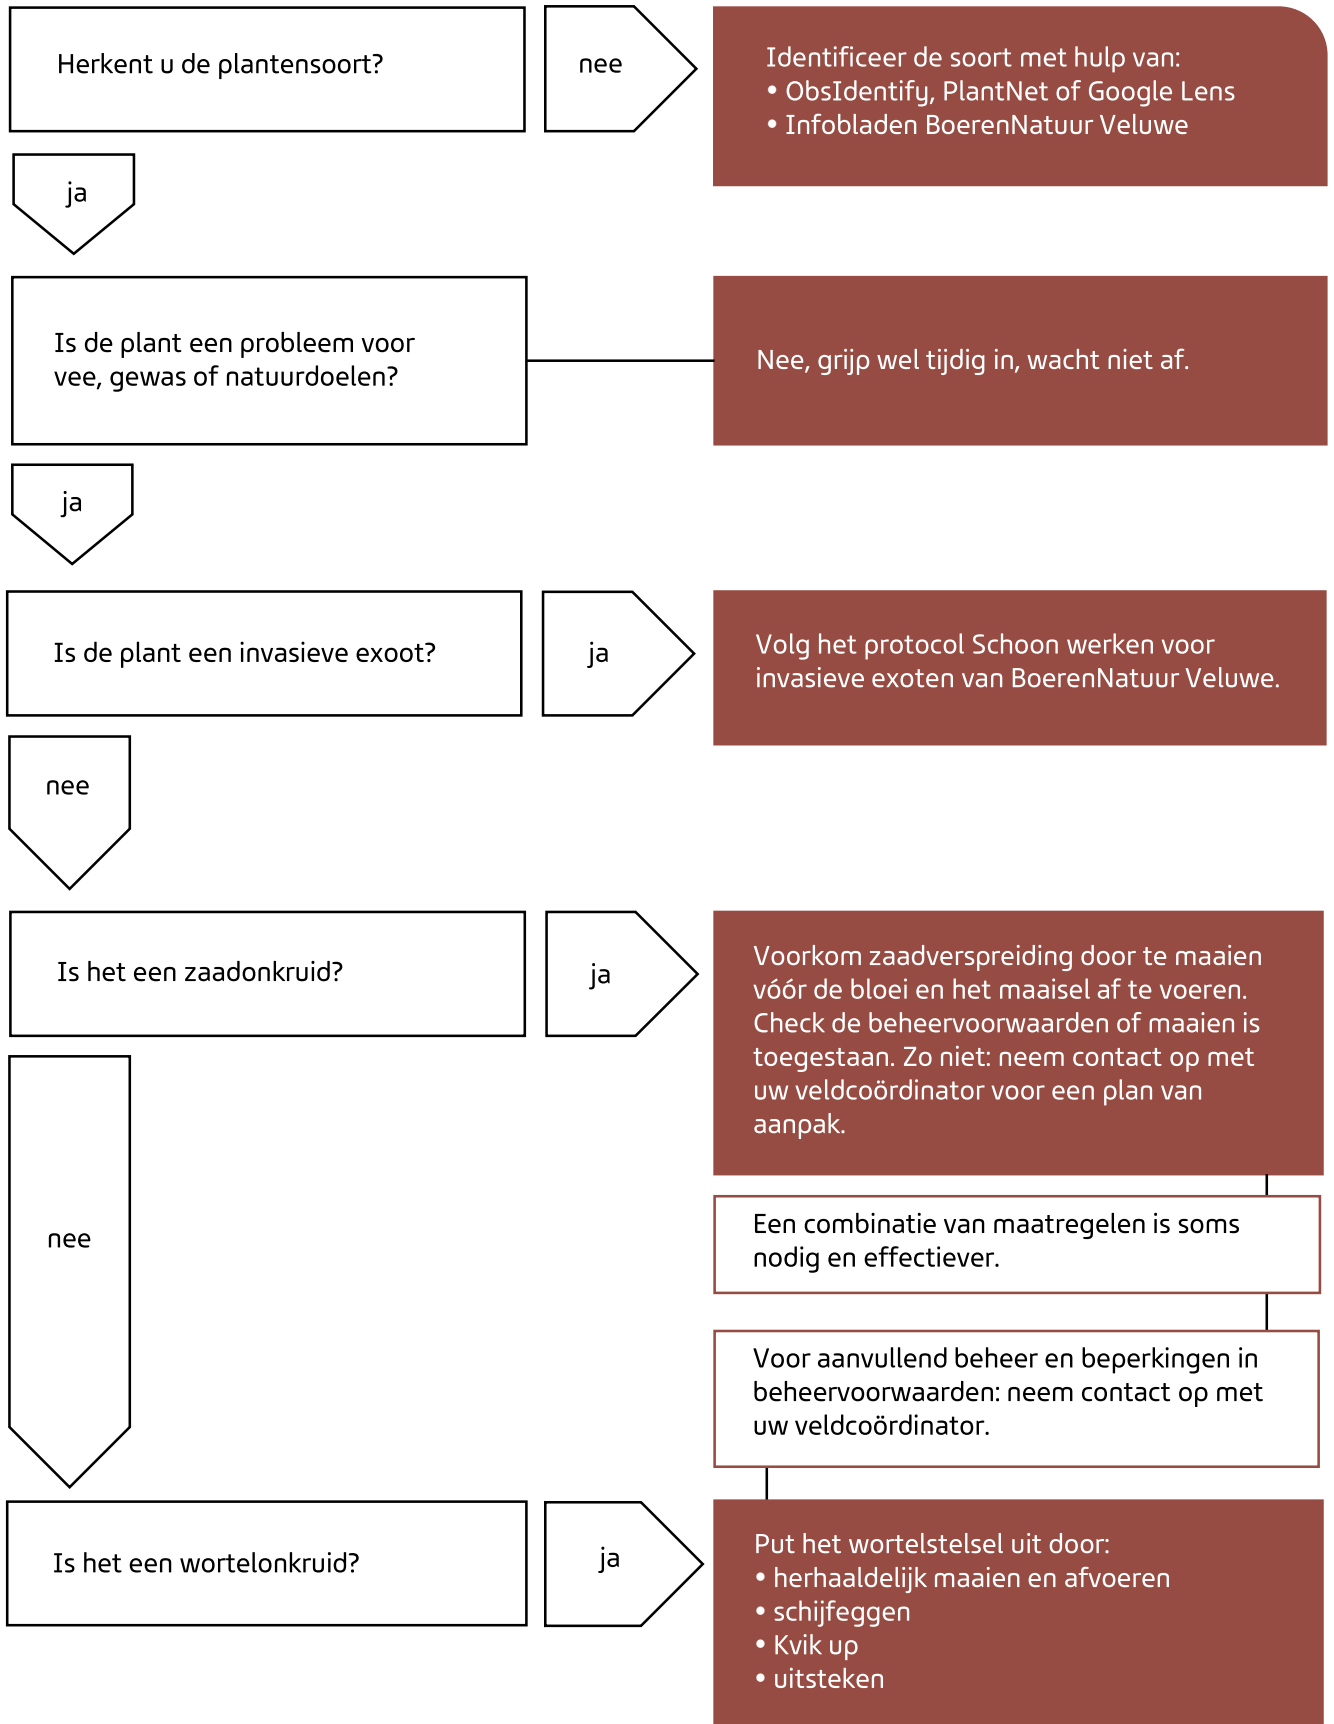 Herkent u de plantensoort?
nee
Identificeer de soort met hulp van:
• ObsIdentify, PlantNet of Google Lens
• Infobladen BoerenNatuur Veluwe
ja
Is de plant een probleem voor
vee, gewas of natuurdoelen?
Nee, grijp wel tijdig in, wacht niet af.
ja
Is de plant een invasieve exoot?
ja
Volg het protocol Schoon werken voor
invasieve exoten van BoerenNatuur Veluwe.
nee
Is het een zaadonkruid?
ja
Voorkom zaadverspreiding door te maaien
vóór de bloei en het maaisel af te voeren.
Check de beheervoorwaarden of maaien is
toegestaan. Zo niet: neem contact op met
uw veldcoördinator voor een plan van
aanpak.
nee
Een combinatie van maatregelen is soms
nodig en effectiever.
Voor aanvullend beheer en beperkingen in
beheervoorwaarden: neem contact op met
uw veldcoördinator.
Is het een wortelonkruid?
ja
Put het wortelstelsel uit door:
• herhaaldelijk maaien en afvoeren
• schijfeggen
• Kvik up
• uitsteken